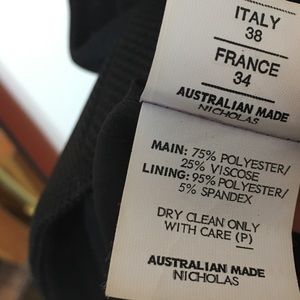 ITALY
38
FRANCE
34
AUSTRALIAN MADE
NICHOLAS
MAIN: 75% POLYESTER/
25% VISCOSE
LINING: 95% POLYESTER/
5% SPANDEX
DRY CLEAN ONLY
WITH CARE (P)
AUSTRALIAN MADE
NICHOLAS